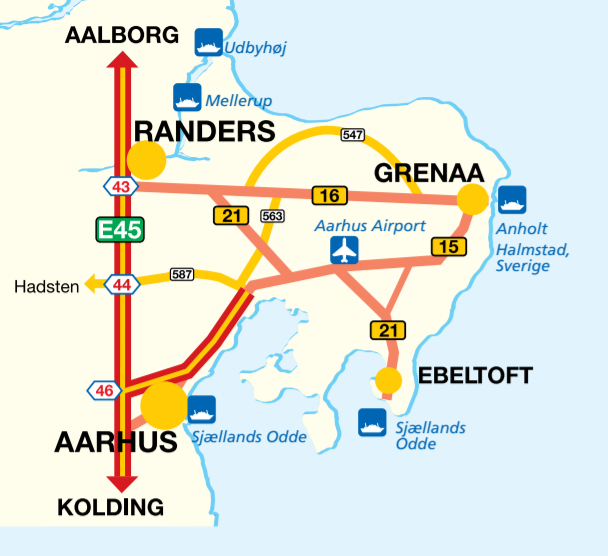 AALBORG
Udbyhøj
Mellerup
RANDERS
547
GRENAA
43
16
21
563
Anholt
Halmstad,
Sverige
E45
Aarhus Airport
15
587
Hadsten
44
21
EBELTOFT
46
AARHUS
Sjællands Odde
Sjællands
Odde
KOLDING